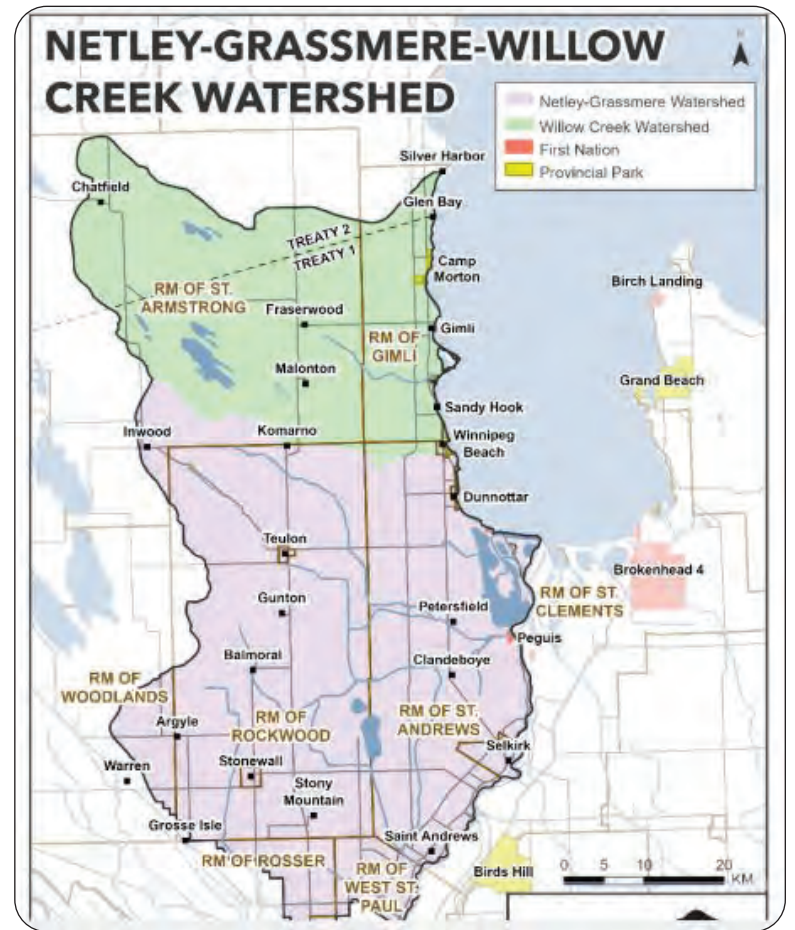 NETLEY-GRASSMERE-WILLOW
CREEK WATERSHED
N
Netley-Grassmere Watershed
Willow Creek Watershed
First Nation
Provincial Park
Silver Harbor
Chatfield
Glen Bay
TREATY 2
TREATY 1
Camp
Morton
RM OF ST.
ARMSTRONG
Birch Landing
Fraserwood
Gimli
RM OF
GIMLI
Malonton
Grand Beach
Sandy Hook
Inwood
Komarno
Winnipeg
Beach
Dunnottar
Teulon
Brokenhead 4
RM OF ST.
CLEMENTS
Gunton
Petersfield
Peguis
Balmoral
Clandeboye
RM OF
WOODLANDS
Argyle
RM OF
ROCKWOOD
RM OF ST.
ANDREWS
Selkirk
Warren
Stonewall
Stony
Mountain
Grosse Isle
Saint Andrews
RM OF ROSSER
RM OF
WEST ST.
PAUL
Birds Hill
0 5 10 20
KM